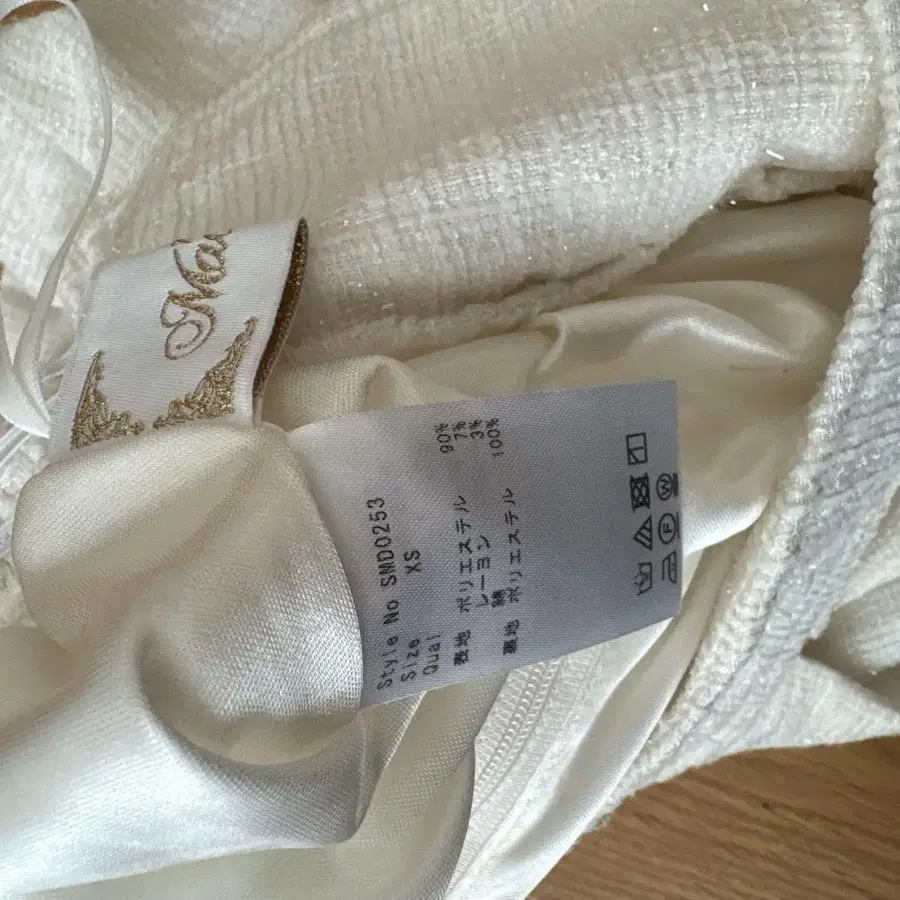 Style No SMD0253
Size XS
Qual
表地 ポリエステル 90%
レーヨン 7%
綿 3%
裏地 ポリエステル 100%
F W